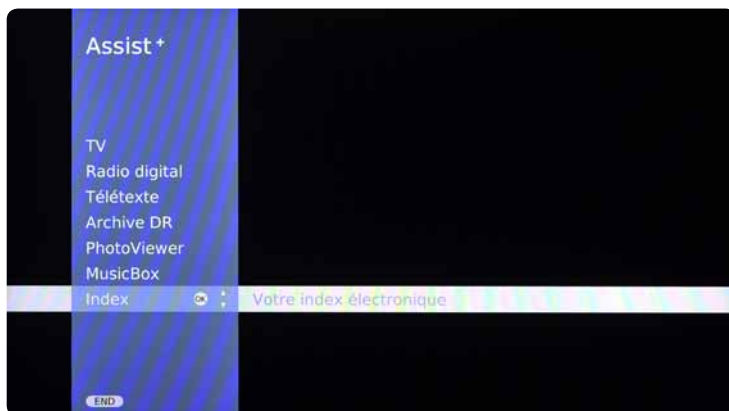 Assist+
TV
Radio digital
Télétexte
Archive DR
PhotoViewer
MusicBox
Index OK Votre index électronique
END